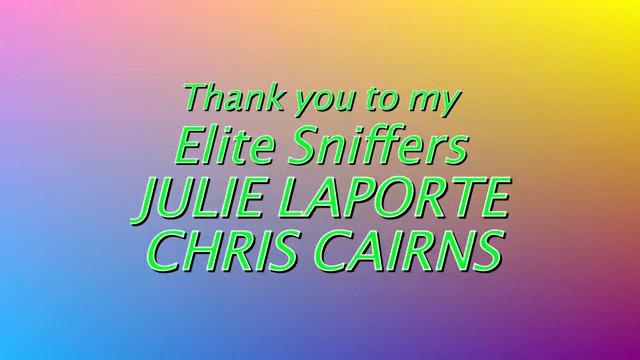 Thank you to my
Elite Sniffers
JULIE LAPORTE
CHRIS CAIRNS